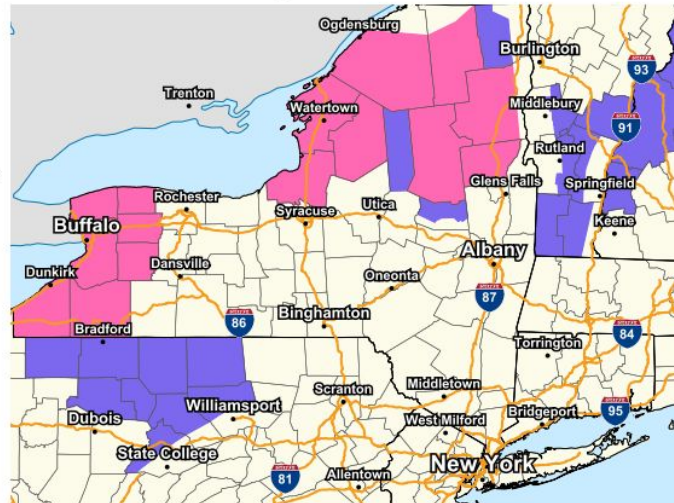 Ogdensburg
Burlington
93
Trenton
Watertown
Middlebury
91
Rutland
Rochester
Glens Falls
Springfield
Utica
Syracuse
Buffalo
Keene
Albany
Dunkirk
Dansville
Oneonta
87
86
Binghamton
Bradford
84
Torrington
Scranton
Middletown
Williamsport
Dubois
West Milford
Bridgeport
95
State College
New York
81
Allentown